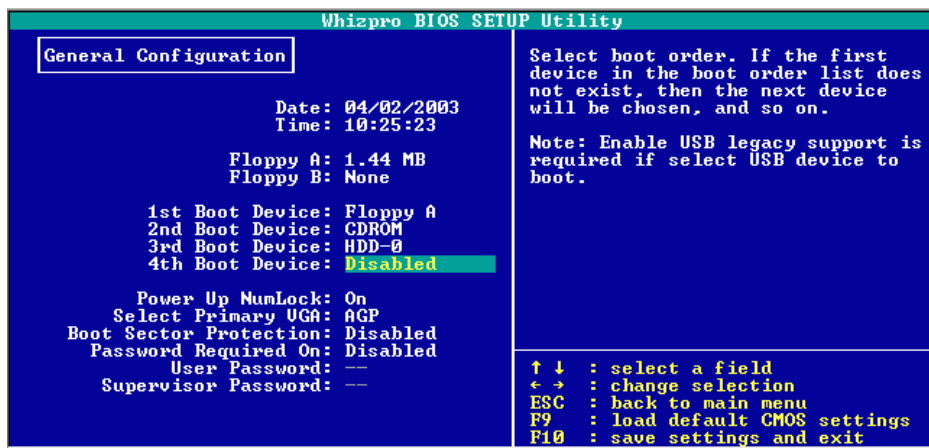 Whizpro BIOS SETUP Utility
General Configuration
Date: 04/02/2003
Time: 10:25:23
Floppy A: 1.44 MB
Floppy B: None
1st Boot Device: Floppy A
2nd Boot Device: CDROM
3rd Boot Device: HDD-0
4th Boot Device: Disabled
Power Up NumLock: On
Select Primary VGA: AGP
Boot Sector Protection: Disabled
Password Required On: Disabled
User Password: --
Supervisor Password: --
Select boot order. If the first
device in the boot order list does
not exist, then the next device
will be chosen, and so on.
Note: Enable USB legacy support is
required if select USB device to
boot.
↑ ↓ : select a field
← → : change selection
ESC : back to main menu
F9 : load default CMOS settings
F10 : save settings and exit